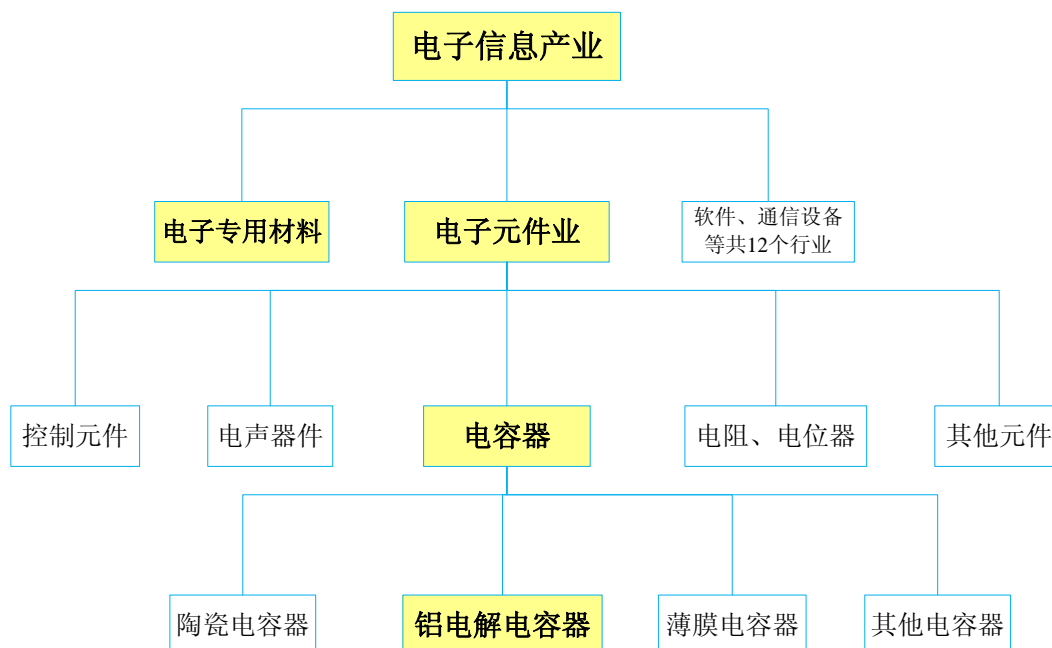 电子信息产业
电子专用材料
电子元件业
软件、通信设备
等共12个行业
控制元件
电声器件
电容器
电阻、电位器
其他元件
陶瓷电容器
铝电解电容器
薄膜电容器
其他电容器